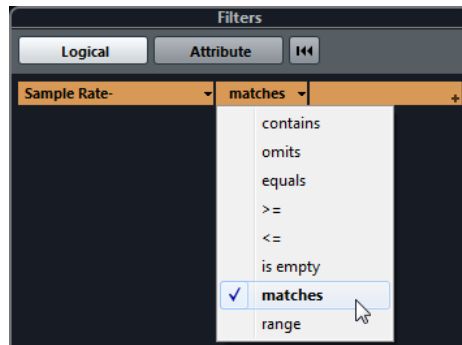 Filters
Logical Attribute
Sample Rate- matches +
contains
omits
equals
>=
<=
is empty
✓ matches
range